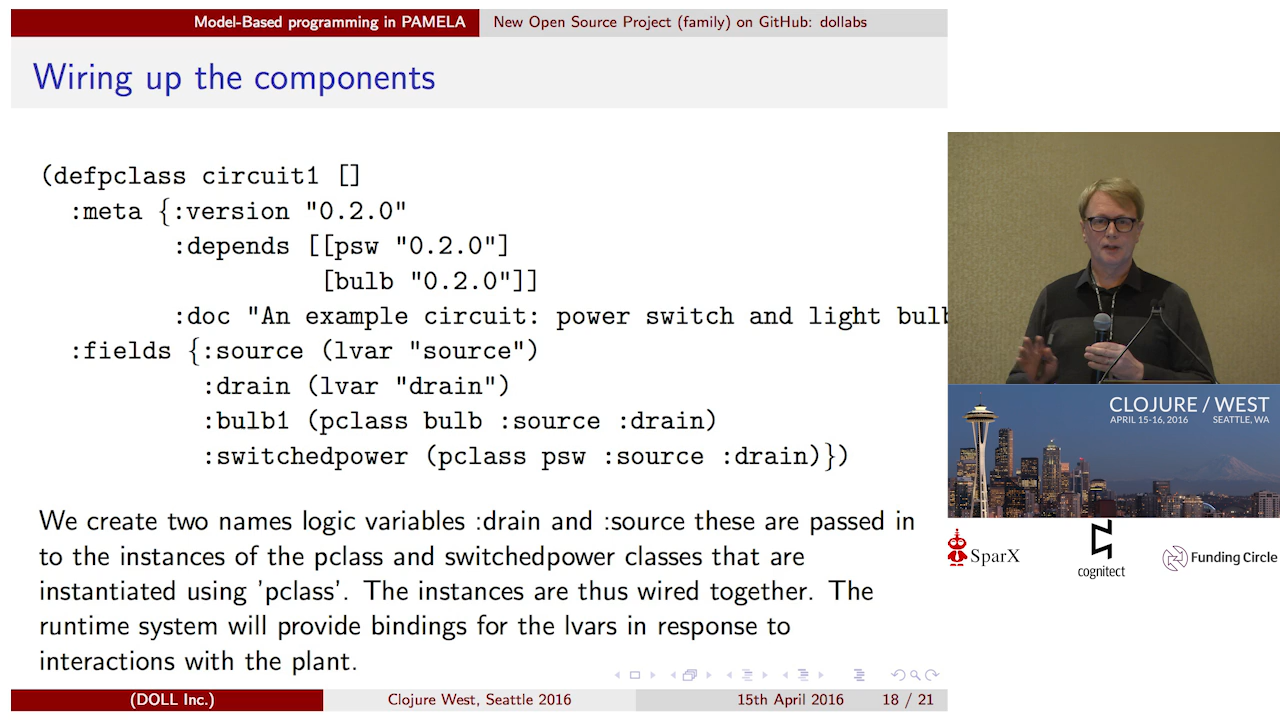 Model-Based programming in PAMELA
New Open Source Project (family) on GitHub: dollabs
Wiring up the components
(defpclass circuit1 []
:meta {:version "0.2.0"
:depends [[psw "0.2.0"]
[bulb "0.2.0"]]
:doc "An example circuit: power switch and light bulb
:fields {:source (lvar "source")
:drain (lvar "drain")
:bulb1 (pclass bulb :source :drain)
:switchedpower (pclass psw :source :drain)})
We create two names logic variables :drain and :source these are passed in
to the instances of the pclass and switchedpower classes that are
instantiated using 'pclass'. The instances are thus wired together. The
runtime system will provide bindings for the lvars in response to
interactions with the plant.
(DOLL Inc.)
Clojure West, Seattle 2016
15th April 2016
18 / 21
CLOJURE / WEST
APRIL 15-16, 2016
SEATTLE, WA
SparX
cognitect
Funding Circle